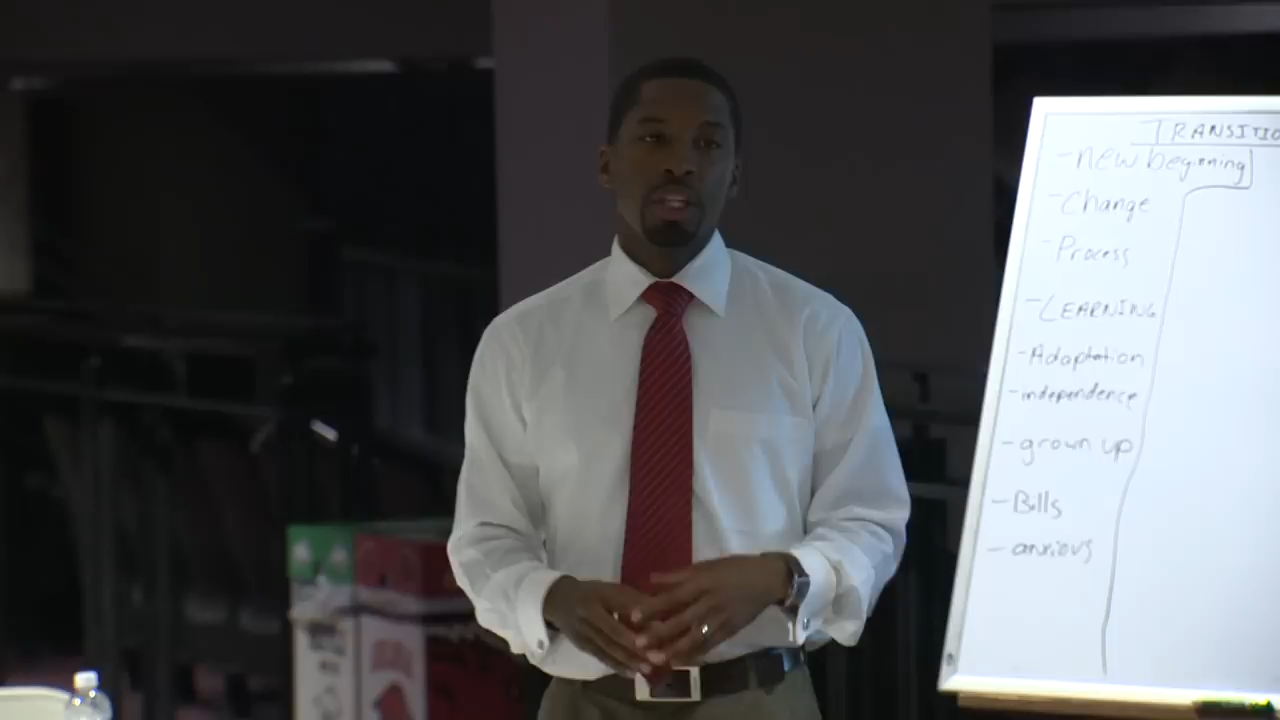 TRANSITIO
- new beginning
- Change
- Process
- LEARNING
- Adaptation
- independence
- grown up
- Bills
- anxious